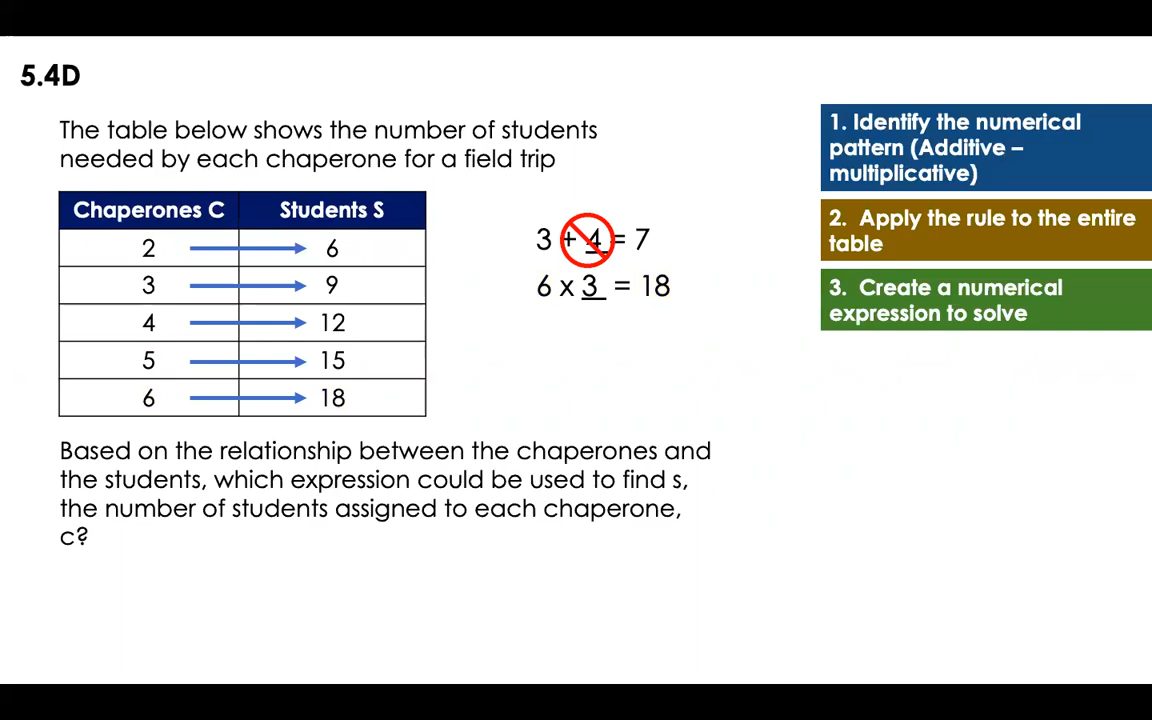 5.4D
The table below shows the number of students
needed by each chaperone for a field trip
Chaperones C Students S
2 6
3 9
4 12
5 15
6 18
3 + 4 = 7
6 x 3 = 18
1. Identify the numerical
pattern (Additive –
multiplicative)
2. Apply the rule to the entire
table
3. Create a numerical
expression to solve
Based on the relationship between the chaperones and
the students, which expression could be used to find s,
the number of students assigned to each chaperone,
c?